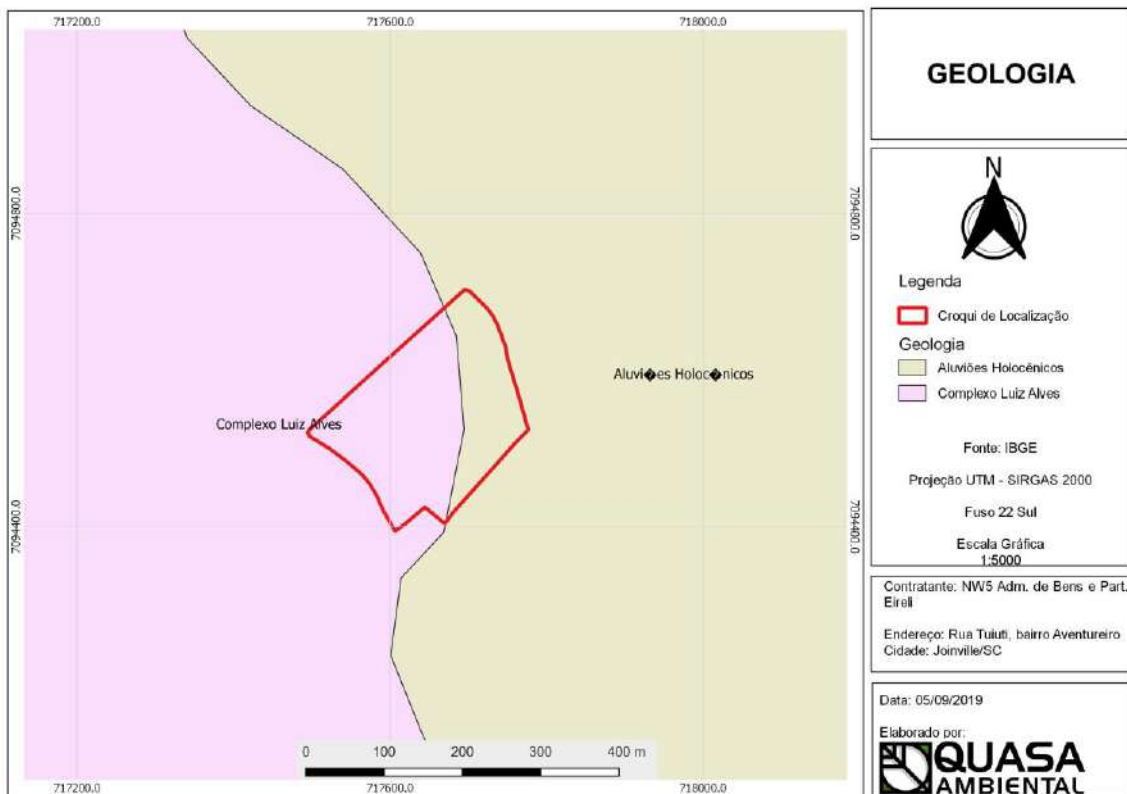 717200.0
717600.0
718000.0
7094800.0
7094800.0
Aluvi�es Holoc�nicos
Complexo Luiz Alves
7094400.0
7094400.0
0 100 200 300 400 m
717200.0
717600.0
718000.0
GEOLOGIA
N
Legenda
Croqui de Localização
Geologia
Aluviões Holocênicos
Complexo Luiz Alves
Fonte: IBGE
Projeção UTM - SIRGAS 2000
Fuso 22 Sul
Escala Gráfica
1:5000
Contratante: NW5 Adm. de Bens e Part.
Eireli
Endereço: Rua Tuiuti, bairro Aventureiro
Cidade: Joinville/SC
Data: 05/09/2019
Elaborado por:
QUASA
AMBIENTAL